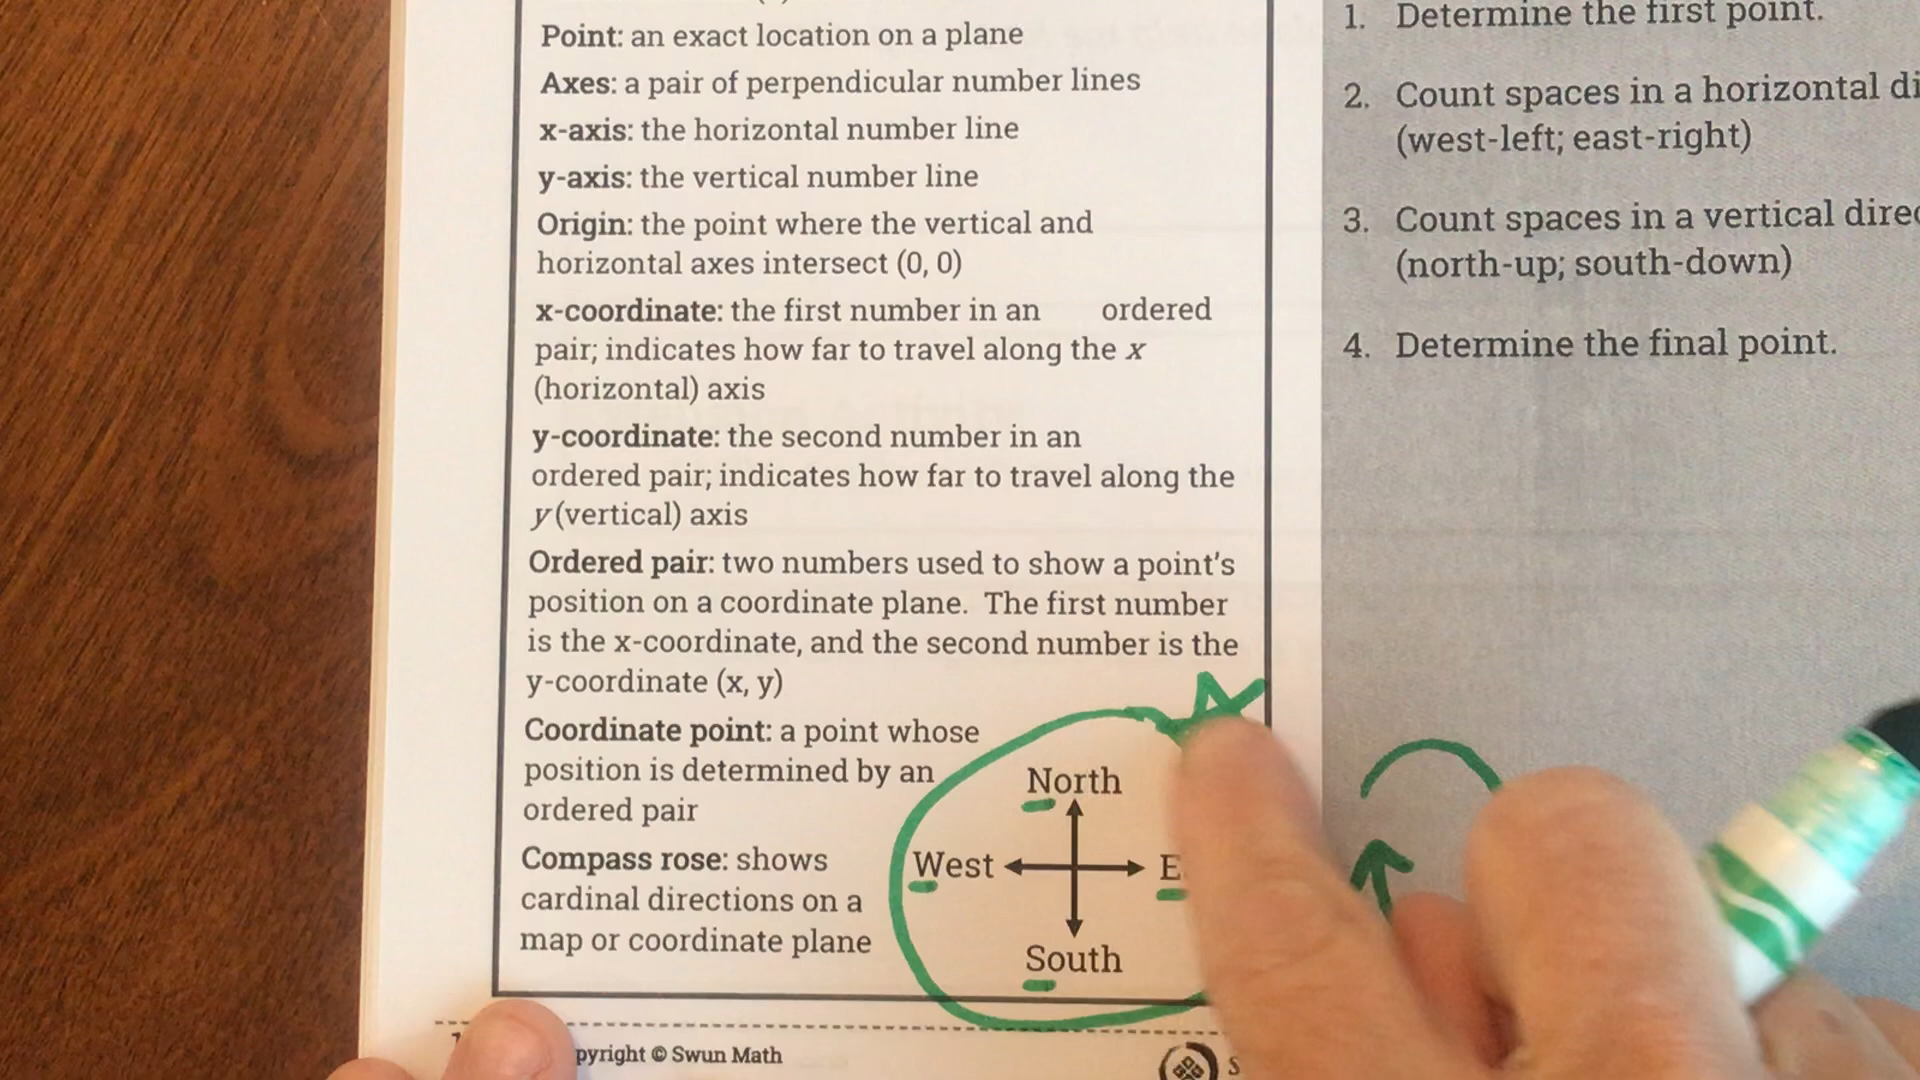 Point: an exact location on a plane
Axes: a pair of perpendicular number lines
x-axis: the horizontal number line
y-axis: the vertical number line
Origin: the point where the vertical and
horizontal axes intersect (0, 0)
x-coordinate: the first number in an ordered
pair; indicates how far to travel along the x
(horizontal) axis
y-coordinate: the second number in an
ordered pair; indicates how far to travel along the
y (vertical) axis
Ordered pair: two numbers used to show a point's
position on a coordinate plane. The first number
is the x-coordinate, and the second number is the
y-coordinate (x, y)
Coordinate point: a point whose
position is determined by an
ordered pair
Compass rose: shows
cardinal directions on a
map or coordinate plane
North
West
E
South
pyright © Swun Math
S
1. Determine the first point.
2. Count spaces in a horizontal di
(west-left; east-right)
3. Count spaces in a vertical direc
(north-up; south-down)
4. Determine the final point.